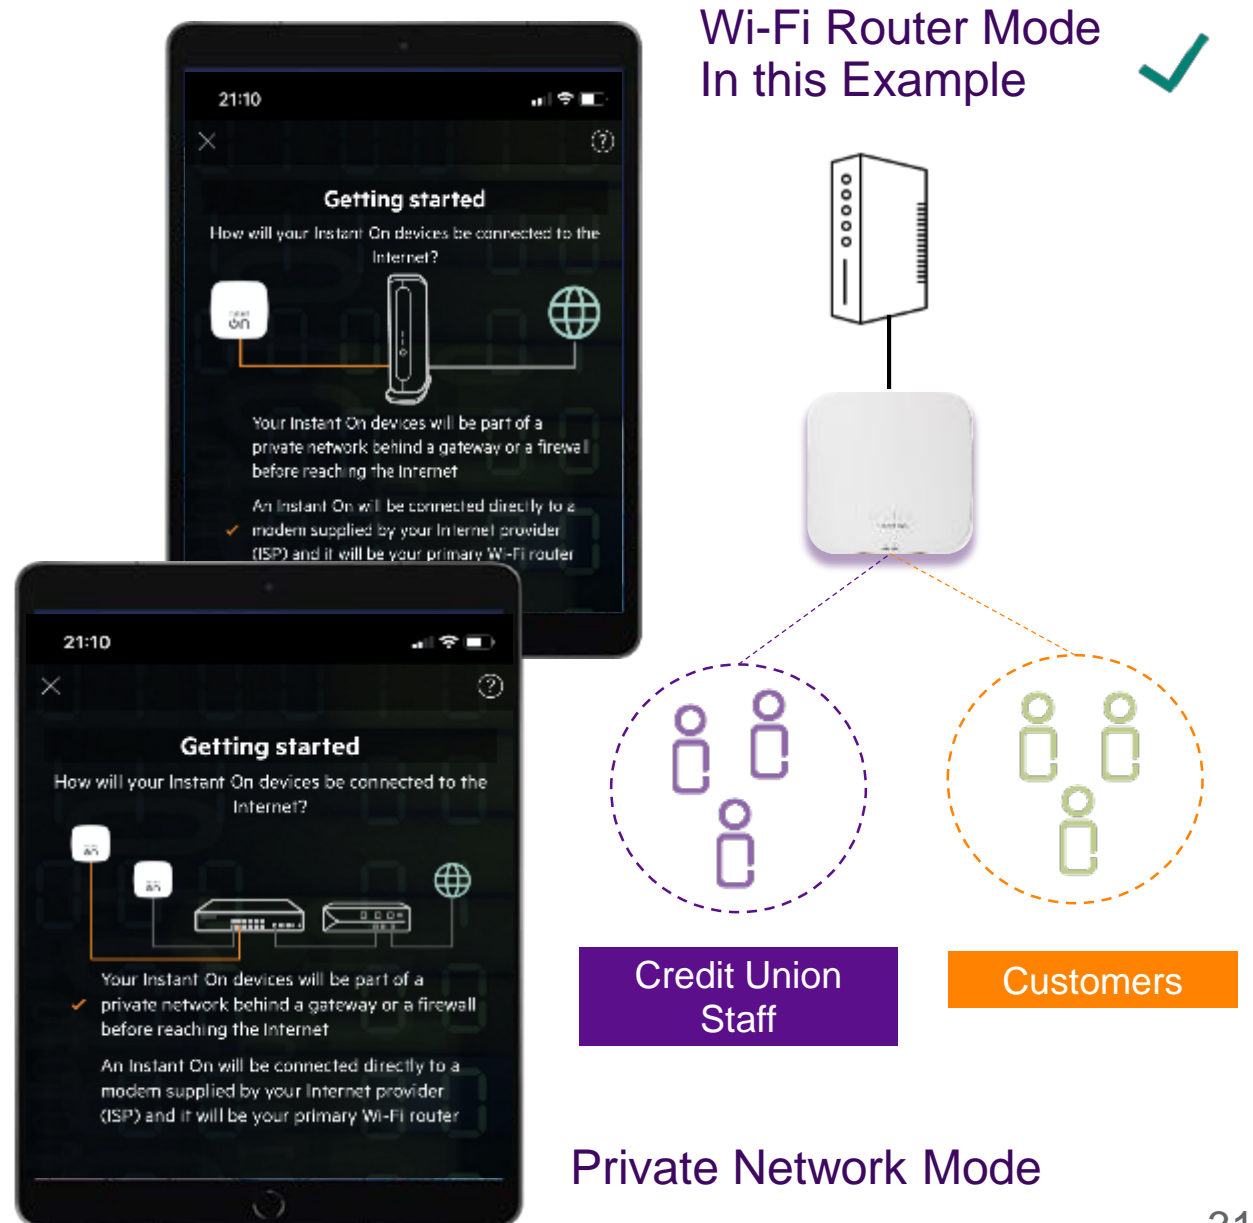 Wi-Fi Router Mode
In this Example
21:10
Getting started
How will your Instant On devices be connected to the
Internet?
on
Your Instant On devices will be part of a
private network behind a gateway or a firewall
before reaching the Internet
An Instant On will be connected directly to a
modem supplied by your Internet provider
(ISP) and it will be your primary Wi-Fi router
21:10
Getting started
How will your Instant On devices be connected to the
Internet?
on
on
Your Instant On devices will be part of a
private network behind a gateway or a firewall
before reaching the Internet
An Instant On will be connected directly to a
modem supplied by your Internet provider
(ISP) and it will be your primary Wi-Fi router
Credit Union
Staff
Customers
Private Network Mode